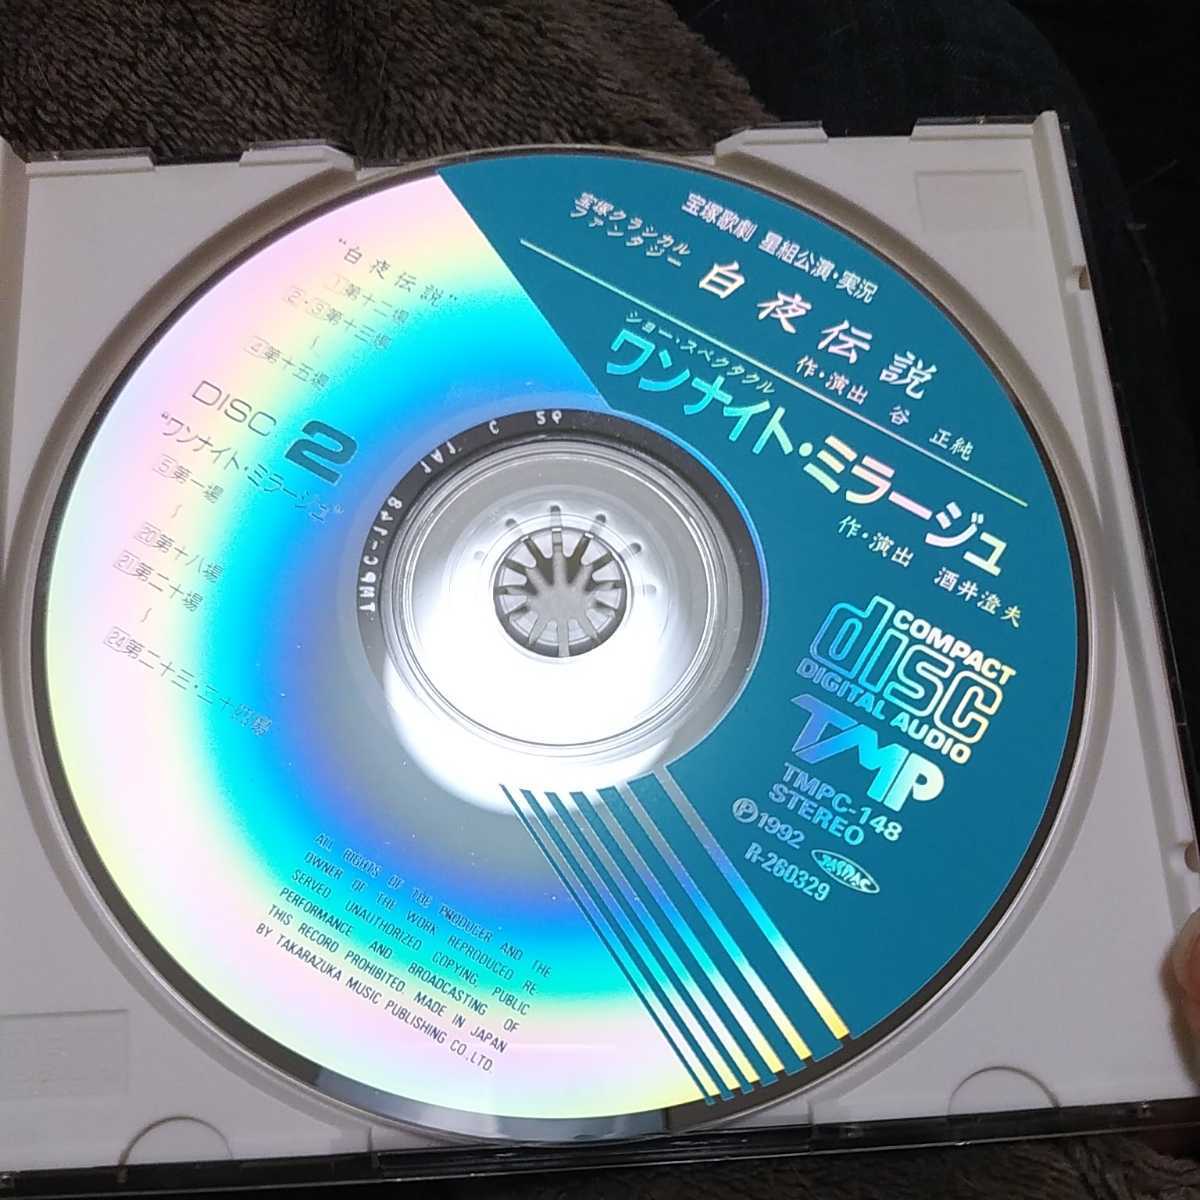 宝塚歌劇 星組公演・実況
宝塚クラシカル
ファンタジー
白夜伝説
作・演出 谷 正純
ショー・スペクタクル
ワンナイト・ミラージュ
作・演出 酒井澄夫
COMPACT
disc
DIGITAL AUDIO
TMP
TMPC-148
STEREO
Ⓟ1992
R-260329
"白夜伝説"
1第十二場
2・3第十三場
〜
4第十五場
DISC 2
"ワンナイト・ミラージュ"
5第一場
〜
20第十八場
21第二十場
〜
24第二十三・二十四場
ALL RIGHTS OF THE PRODUCER AND THE
OWNER OF THE WORK REPRODUCED RE-
SERVED. UNAUTHORIZED COPYING, PUBLIC
PERFORMANCE AND BROADCASTING OF
THIS RECORD PROHIBITED. MADE IN JAPAN
BY TAKARAZUKA MUSIC PUBLISHING CO.,LTD.
TMPC-148